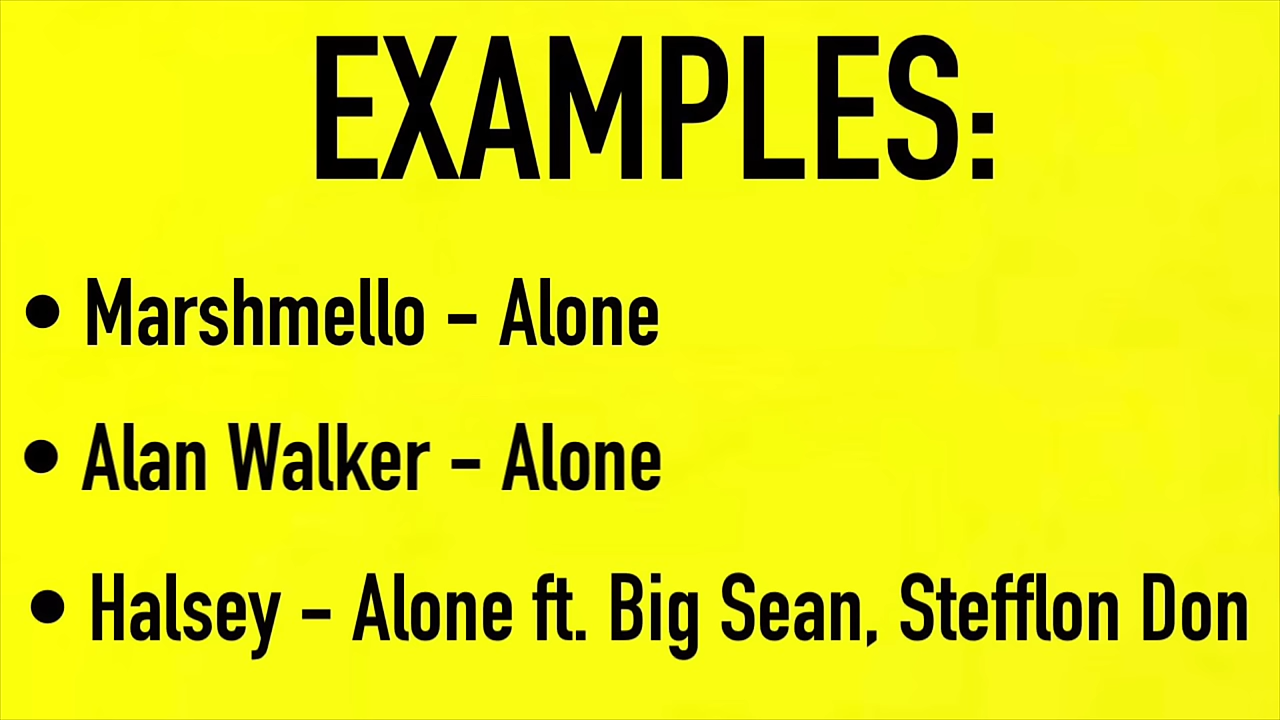 EXAMPLES:
• Marshmello - Alone
• Alan Walker - Alone
• Halsey - Alone ft. Big Sean, Stefflon Don